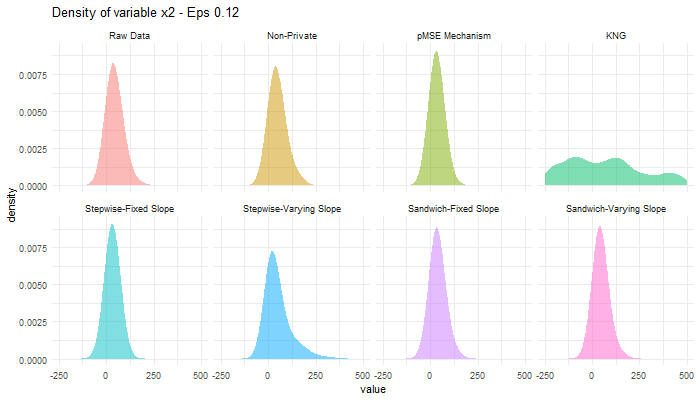 Density of variable x2 - Eps 0.12
Raw Data
Non-Private
pMSE Mechanism
KNG
0.0075
0.0050
0.0025
0.0000
density
Stepwise-Fixed Slope
Stepwise-Varying Slope
Sandwich-Fixed Slope
Sandwich-Varying Slope
0.0075
0.0050
0.0025
0.0000
-250 0 250 500
-250 0 250 500
-250 0 250 500
-250 0 250 500
value